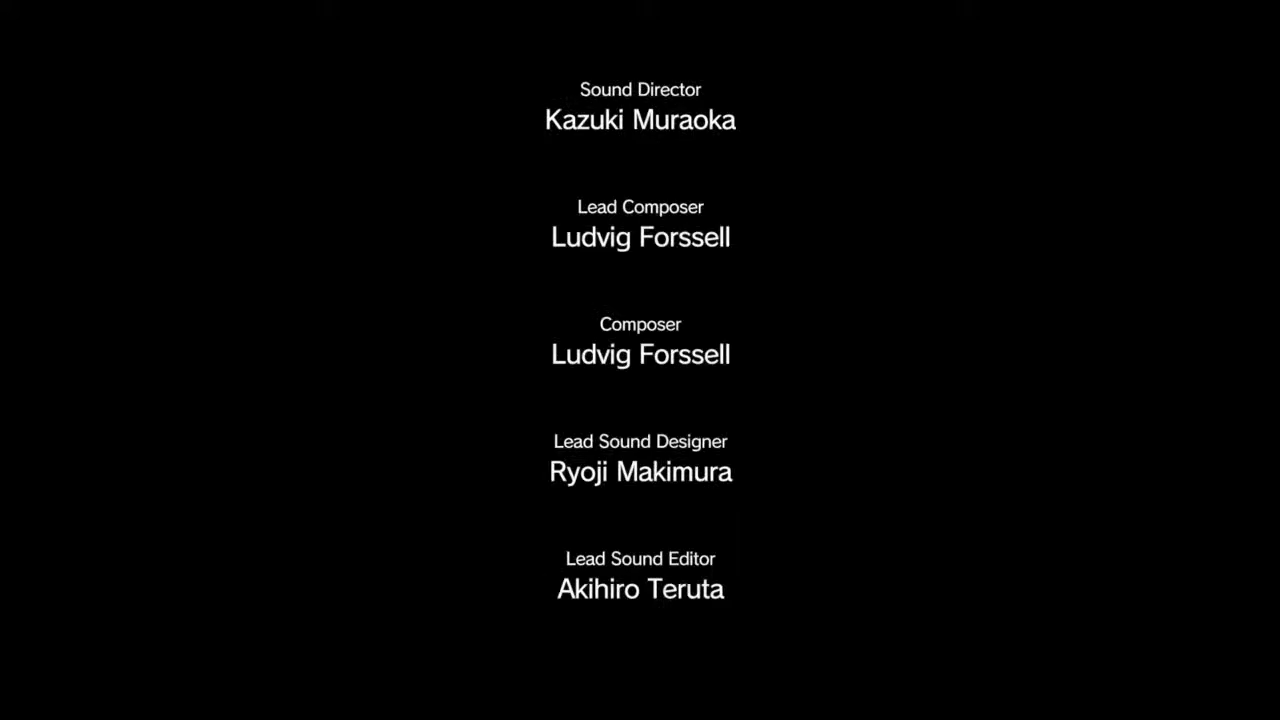 Sound Director
Kazuki Muraoka
Lead Composer
Ludvig Forssell
Composer
Ludvig Forssell
Lead Sound Designer
Ryoji Makimura
Lead Sound Editor
Akihiro Teruta